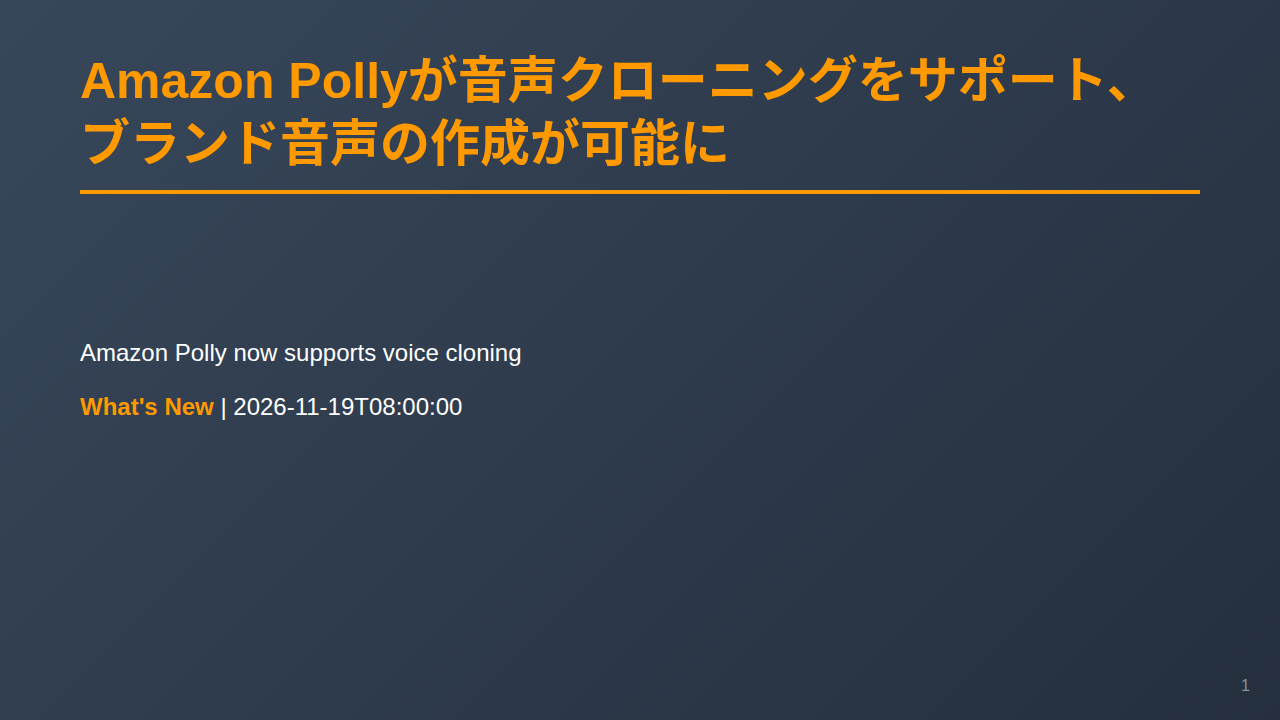 Amazon Pollyが音声クローニングをサポート、
ブランド音声の作成が可能に
Amazon Polly now supports voice cloning
What's New | 2026-11-19T08:00:00
1